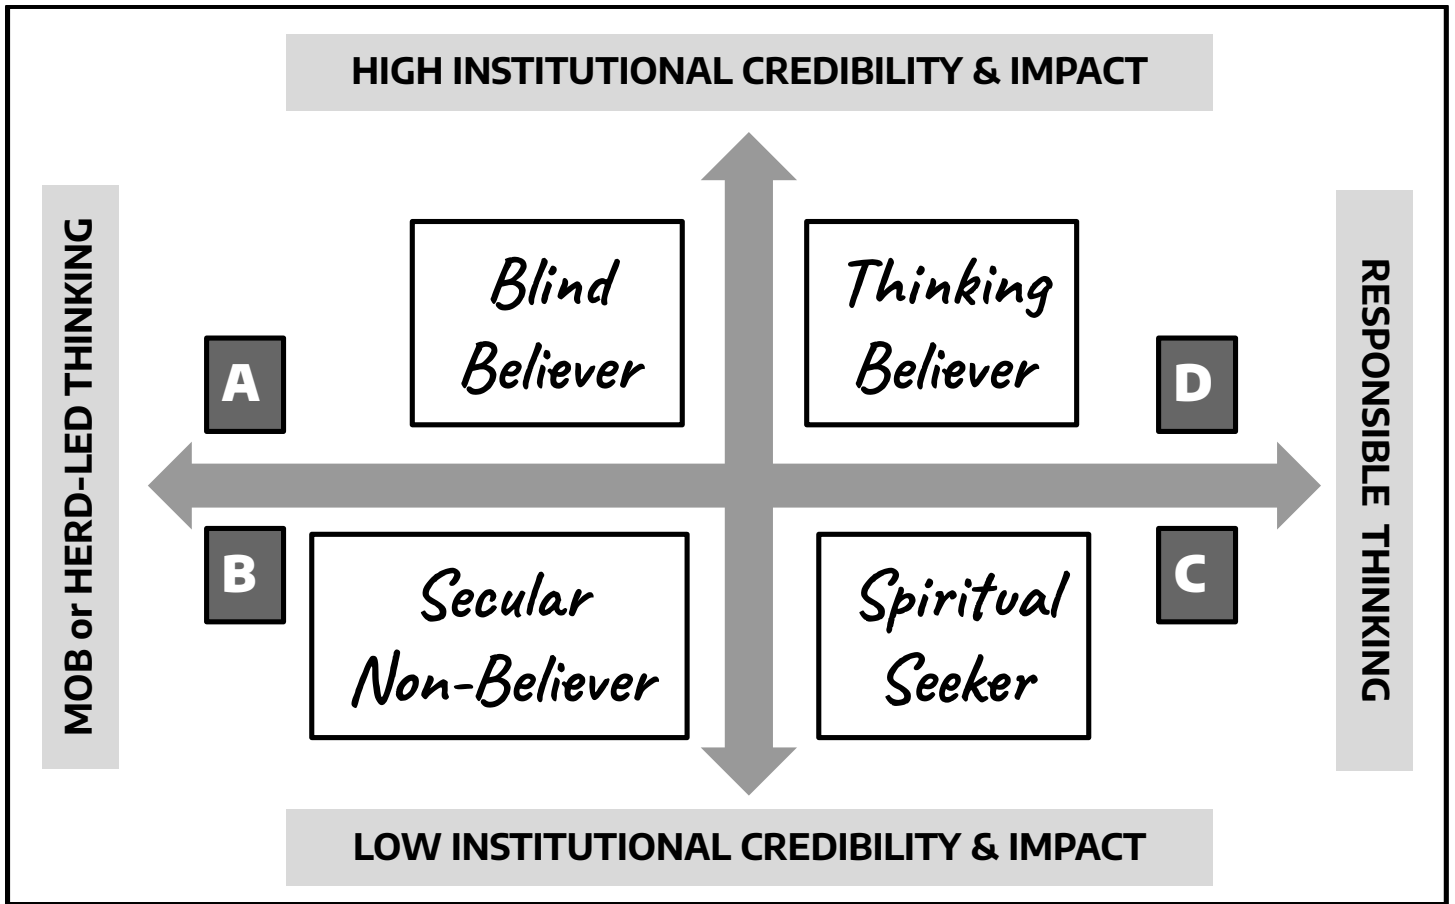 HIGH INSTITUTIONAL CREDIBILITY & IMPACT
MOB or HERD-LED THINKING
Blind
Believer
Thinking
Believer
RESPONSIBLE THINKING
A
D
B
C
Secular
Non-Believer
Spiritual
Seeker
LOW INSTITUTIONAL CREDIBILITY & IMPACT